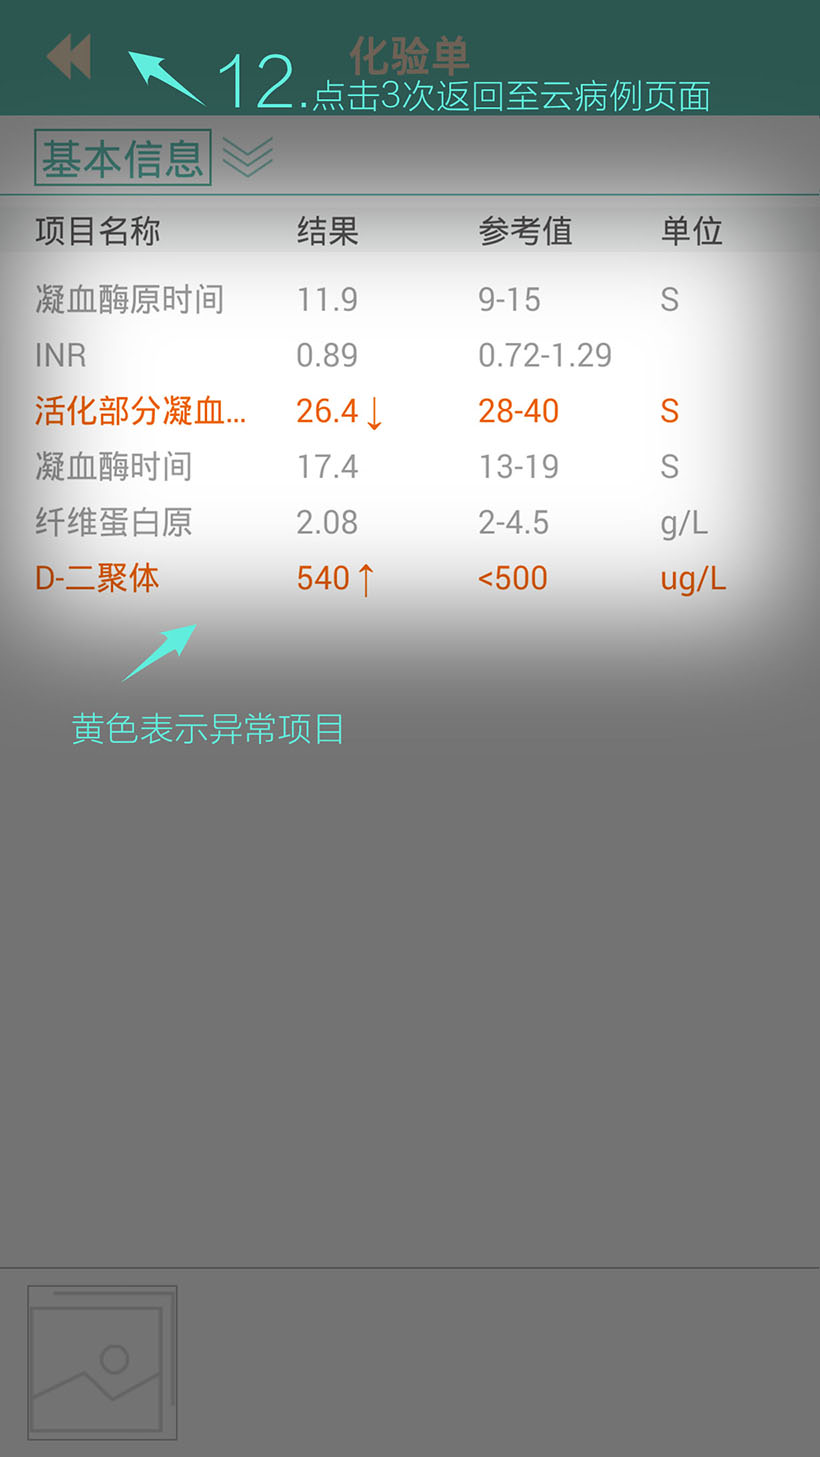 化验单
12.点击3次返回至云病例页面
基本信息
项目名称 结果 参考值 单位
凝血酶原时间 11.9 9-15 S
INR 0.89 0.72-1.29
活化部分凝血... 26.4↓ 28-40 S
凝血酶时间 17.4 13-19 S
纤维蛋白原 2.08 2-4.5 g/L
D-二聚体 540↑ <500 ug/L
黄色表示异常项目